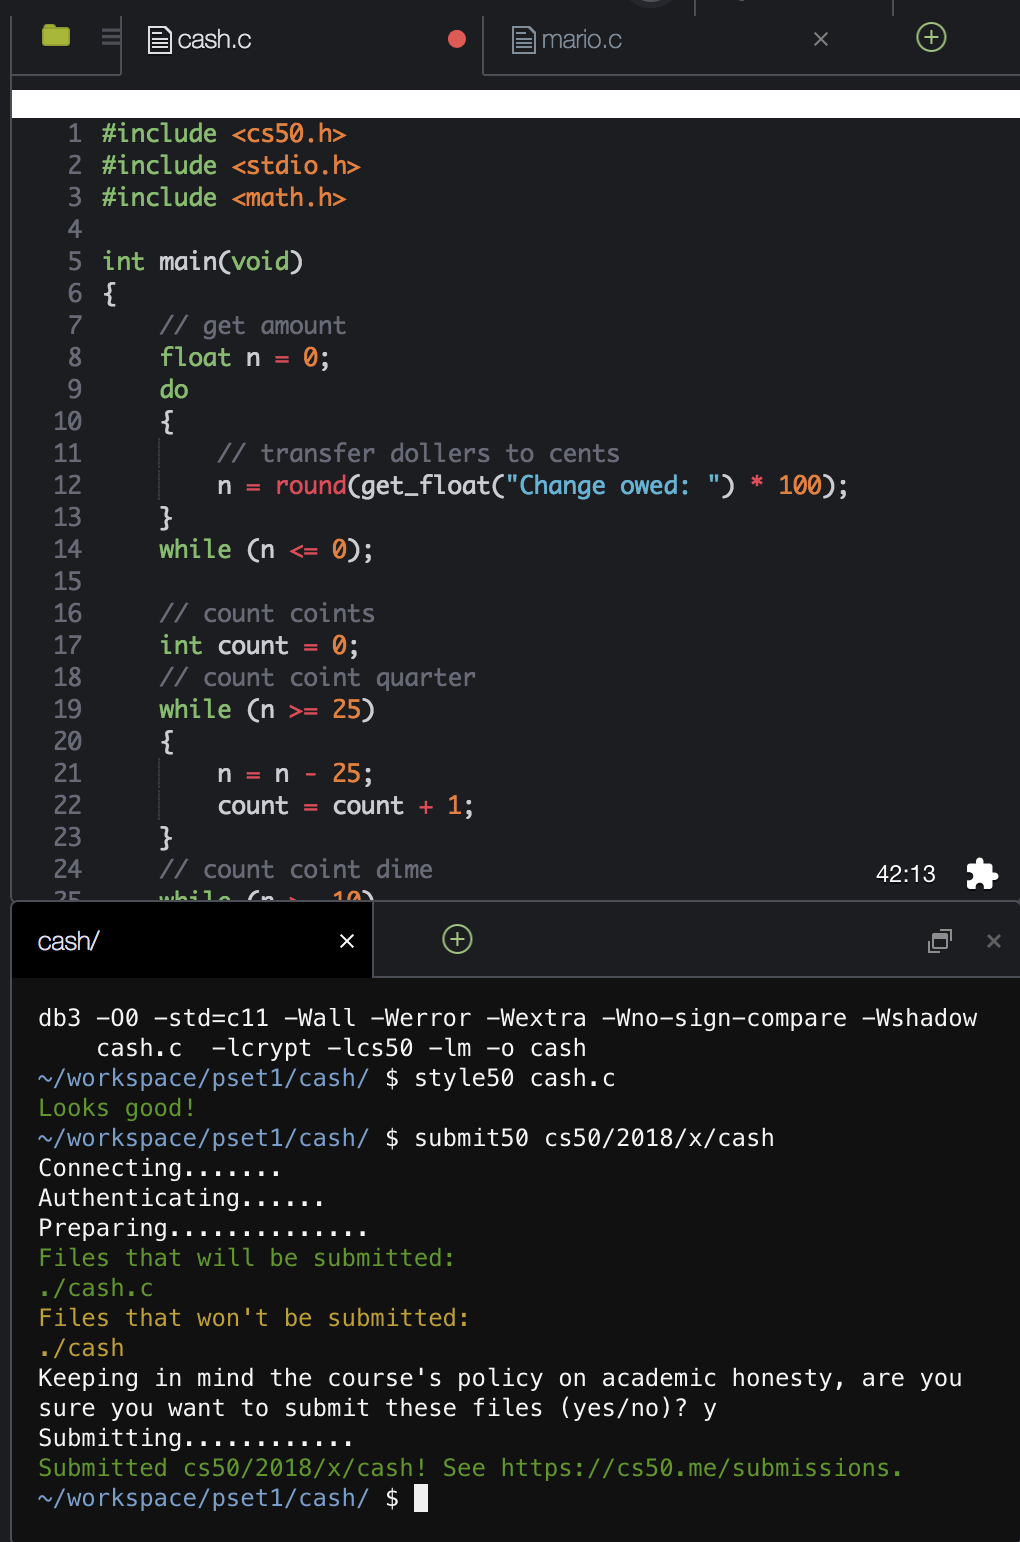 cash.c
mario.c
1 #include <cs50.h>
2 #include <stdio.h>
3 #include <math.h>
4
5 int main(void)
6 {
7     // get amount
8     float n = 0;
9     do
10     {
11         // transfer dollers to cents
12         n = round(get_float("Change owed: ") * 100);
13     }
14     while (n <= 0);
15
16     // count coints
17     int count = 0;
18     // count coint quarter
19     while (n >= 25)
20     {
21         n = n - 25;
22         count = count + 1;
23     }
24     // count coint dime
42:13
25     while (n >= 10)
cash/
db3 -O0 -std=c11 -Wall -Werror -Wextra -Wno-sign-compare -Wshadow
    cash.c  -lcrypt -lcs50 -lm -o cash
~/workspace/pset1/cash/ $ style50 cash.c
Looks good!
~/workspace/pset1/cash/ $ submit50 cs50/2018/x/cash
Connecting.......
Authenticating......
Preparing..............
Files that will be submitted:
./cash.c
Files that won't be submitted:
./cash
Keeping in mind the course's policy on academic honesty, are you
sure you want to submit these files (yes/no)? y
Submitting............
Submitted cs50/2018/x/cash! See https://cs50.me/submissions.
~/workspace/pset1/cash/ $